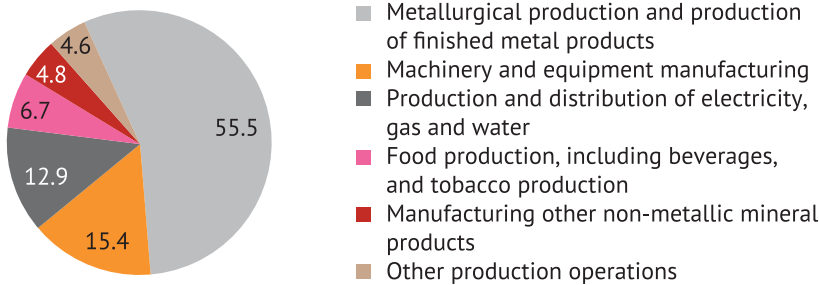 4.6
4.8
6.7
55.5
12.9
15.4
Metallurgical production and production
of finished metal products
Machinery and equipment manufacturing
Production and distribution of electricity,
gas and water
Food production, including beverages,
and tobacco production
Manufacturing other non-metallic mineral
products
Other production operations